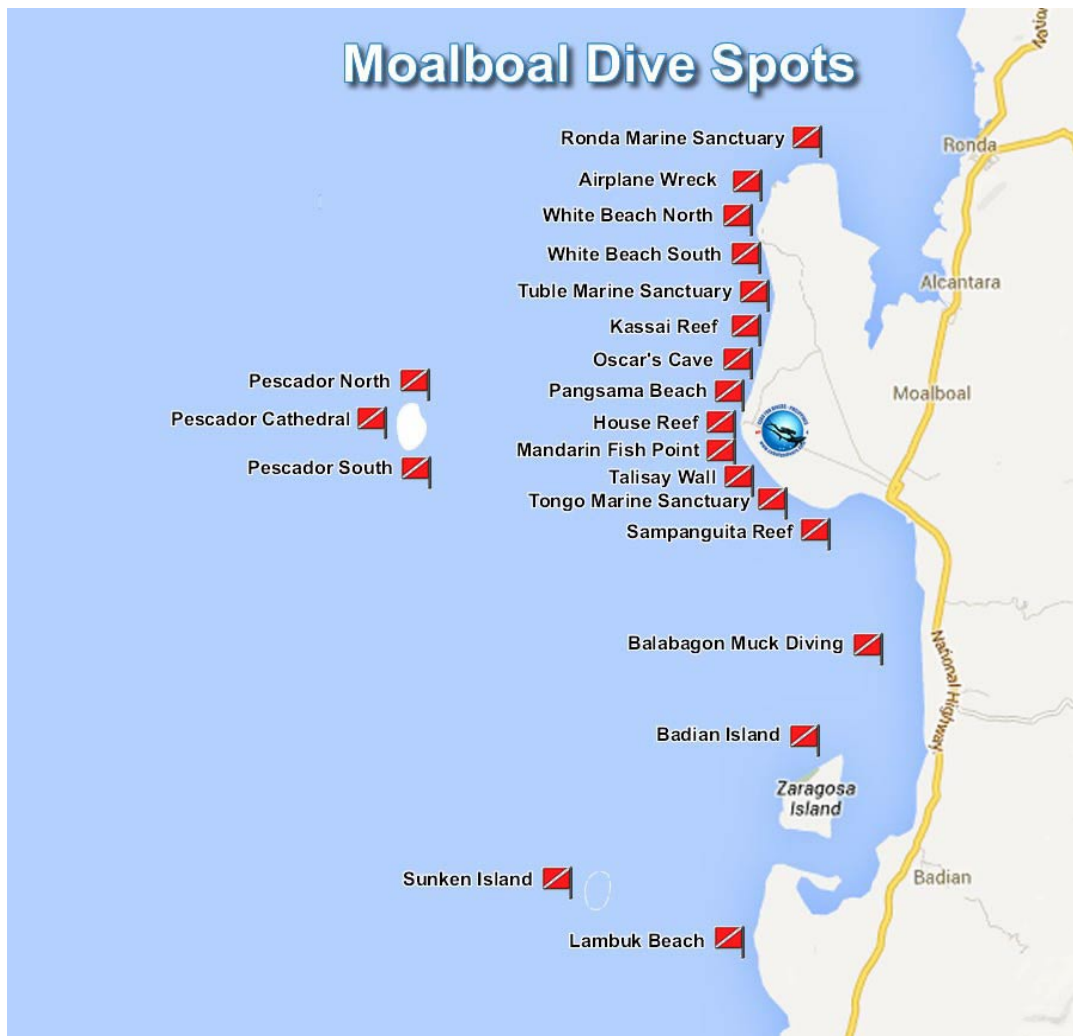 Moalboal Dive Spots
Ronda Marine Sanctuary
Ronda
Airplane Wreck
White Beach North
White Beach South
Alcantara
Tuble Marine Sanctuary
Kassai Reef
Oscar's Cave
Pescador North
Pangsama Beach
Moalboal
Pescador Cathedral
House Reef
Mandarin Fish Point
Pescador South
Talisay Wall
Tongo Marine Sanctuary
Sampanguita Reef
Balabagon Muck Diving
National Highway
Badian Island
Zaragosa
Island
Sunken Island
Badian
Lambuk Beach